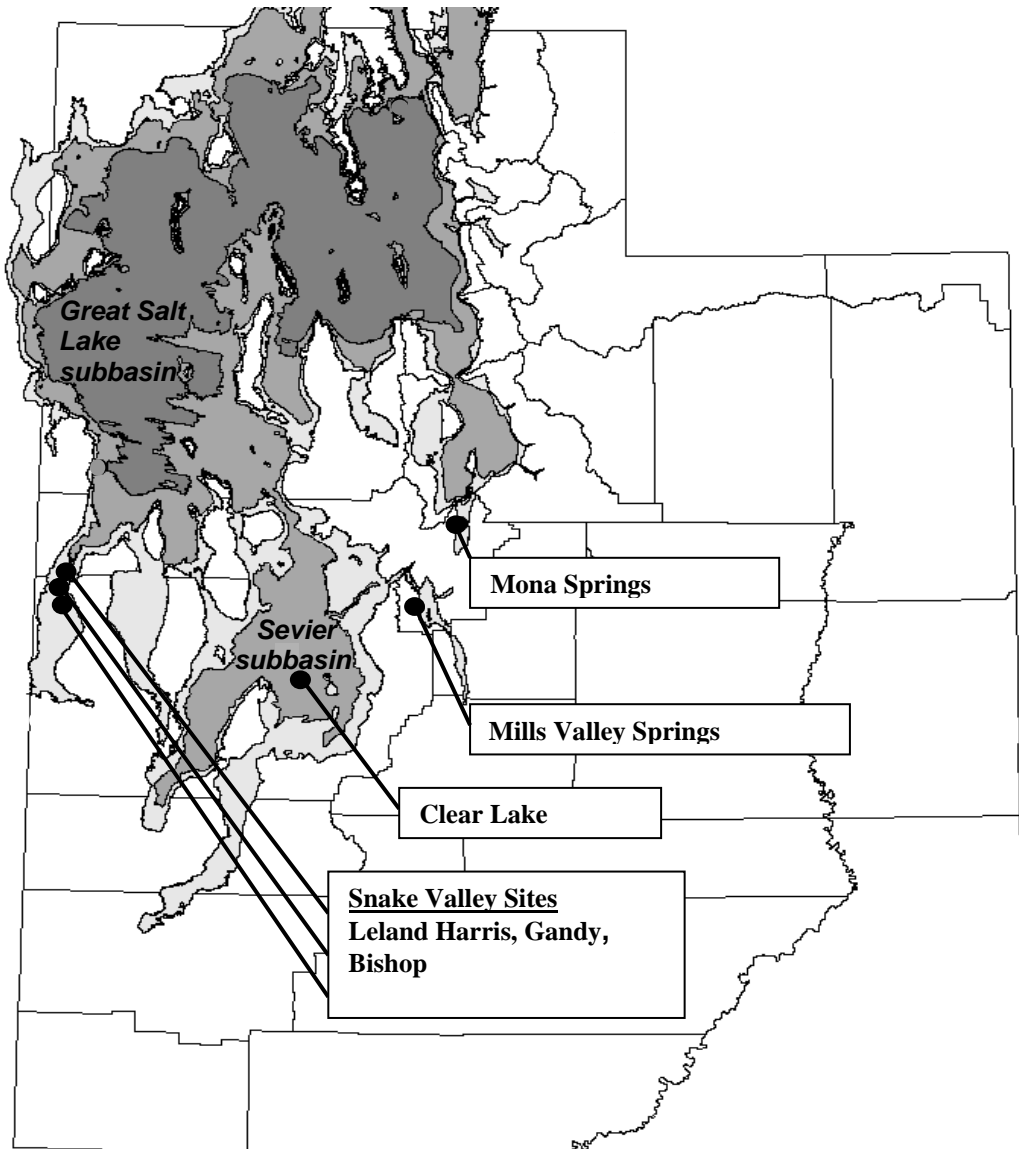 Great Salt
Lake
subbasin
Mona Springs
Sevier
subbasin
Mills Valley Springs
Clear Lake
Snake Valley Sites
Leland Harris, Gandy,
Bishop